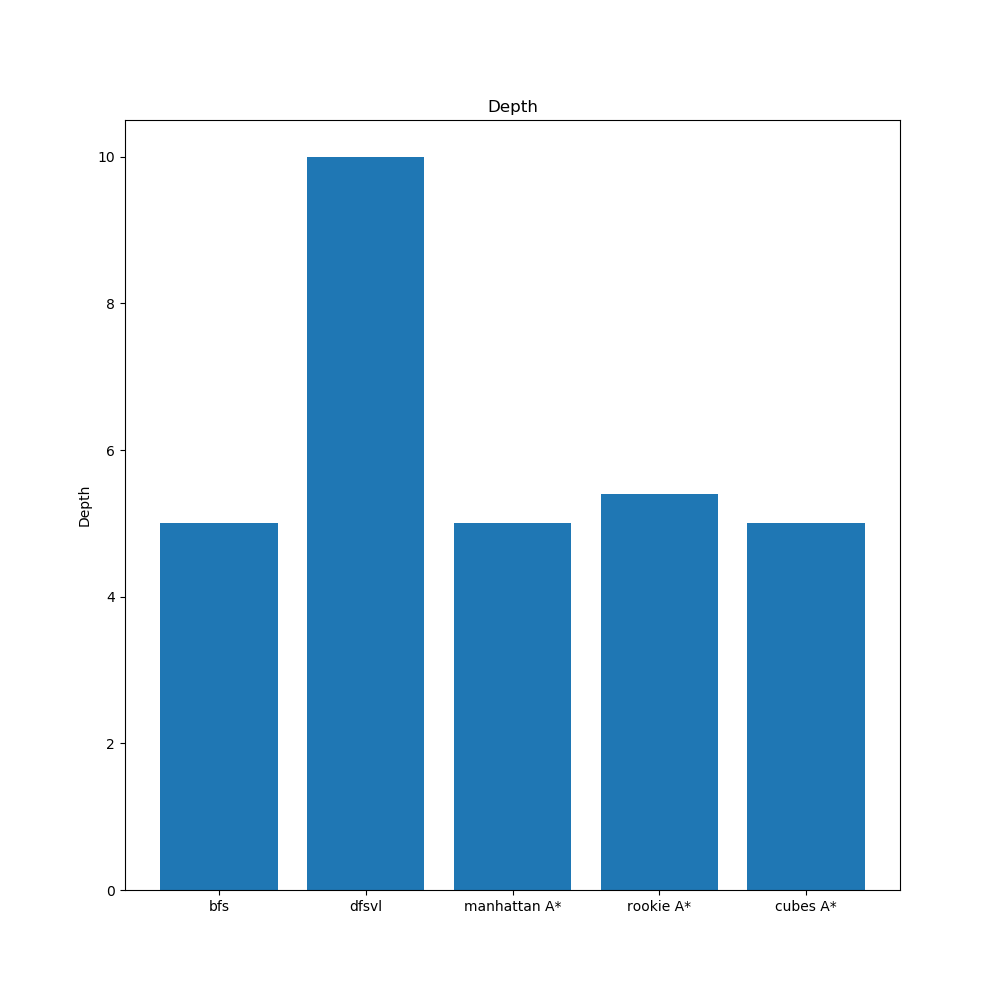 Depth
10
8
6
4
2
0
Depth
bfs
dfsvl
manhattan A*
rookie A*
cubes A*